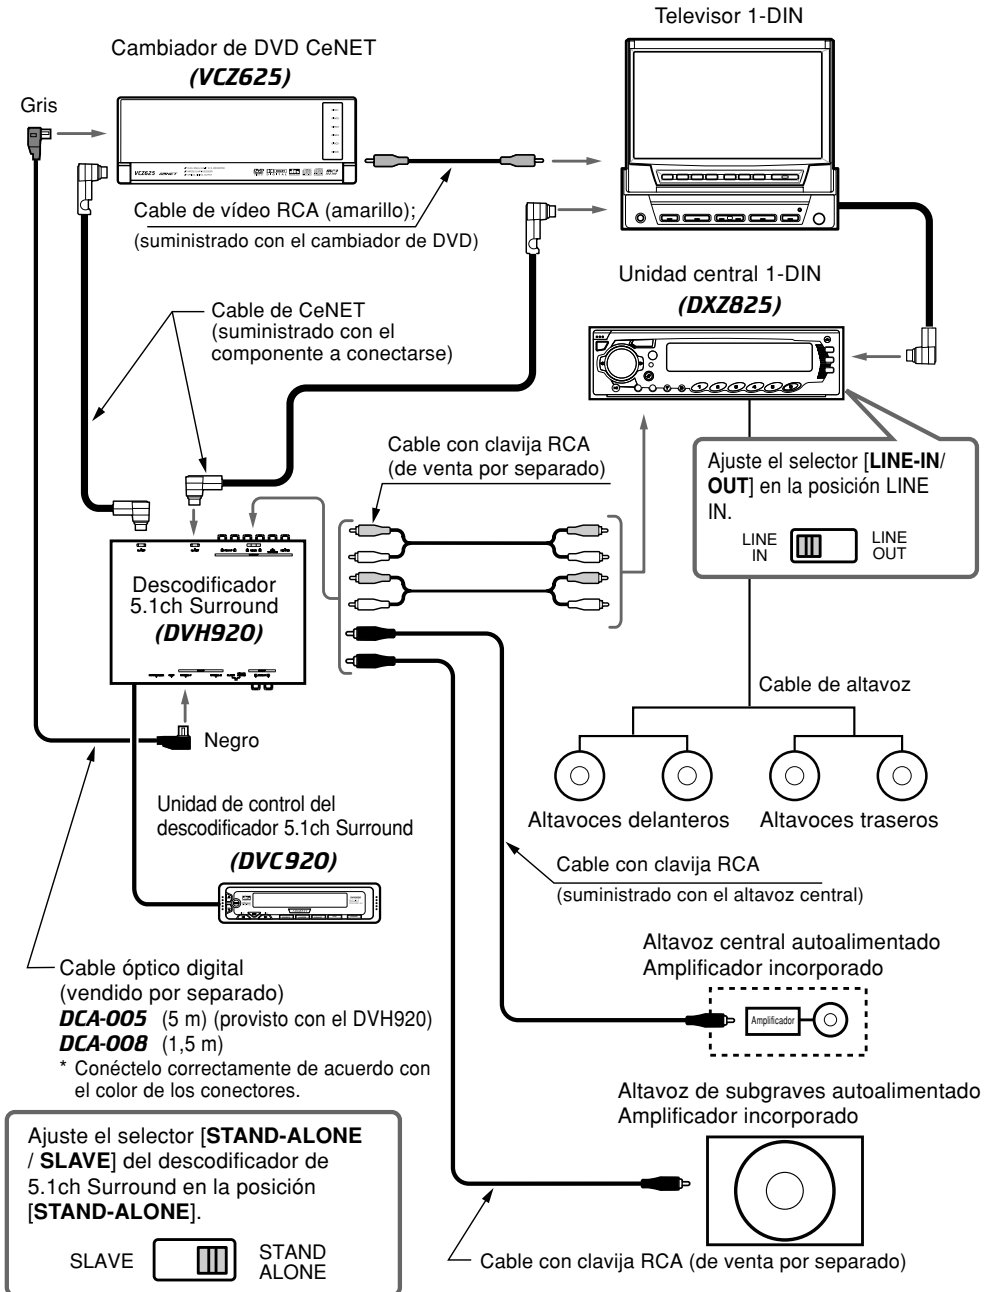 Televisor 1-DIN
Cambiador de DVD CeNET
(VCZ625)
Gris
VCZ625
Cable de vídeo RCA (amarillo);
(suministrado con el cambiador de DVD)
Unidad central 1-DIN
(DXZ825)
Cable de CeNET
(suministrado con el
componente a conectarse)
Cable con clavija RCA
(de venta por separado)
Ajuste el selector [LINE-IN/
OUT] en la posición LINE
IN.
LINE
IN
LINE
OUT
Descodificador
5.1ch Surround
(DVH920)
Cable de altavoz
Negro
Altavoces delanteros
Altavoces traseros
Unidad de control del
descodificador 5.1ch Surround
(DVC920)
Cable con clavija RCA
(suministrado con el altavoz central)
Altavoz central autoalimentado
Amplificador incorporado
Amplificador
Cable óptico digital
(vendido por separado)
DCA-005 (5 m) (provisto con el DVH920)
DCA-008 (1,5 m)
* Conéctelo correctamente de acuerdo con
el color de los conectores.
Altavoz de subgraves autoalimentado
Amplificador incorporado
Ajuste el selector [STAND-ALONE
/ SLAVE] del descodificador de
5.1ch Surround en la posición
[STAND-ALONE].
SLAVE
STAND
ALONE
Cable con clavija RCA (de venta por separado)